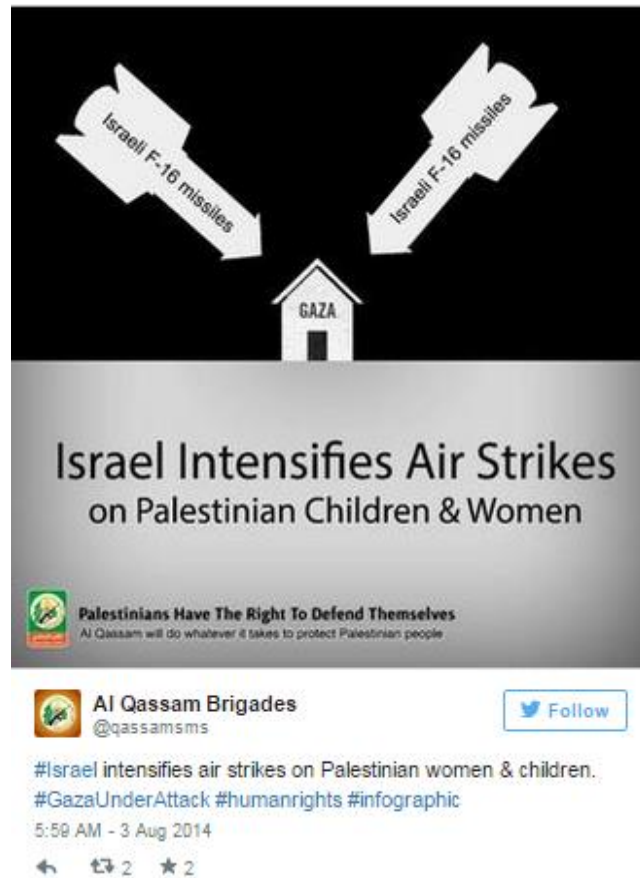 Israeli F-16 missiles
Israeli F-16 missiles
GAZA
Israel Intensifies Air Strikes
on Palestinian Children & Women
Palestinians Have The Right To Defend Themselves
Al Qassam will do whatever it takes to protect Palestinian people
Al Qassam Brigades
@qassamsms
Follow
#Israel intensifies air strikes on Palestinian women & children.
#GazaUnderAttack #humanrights #infographic
5:59 AM - 3 Aug 2014
2
2